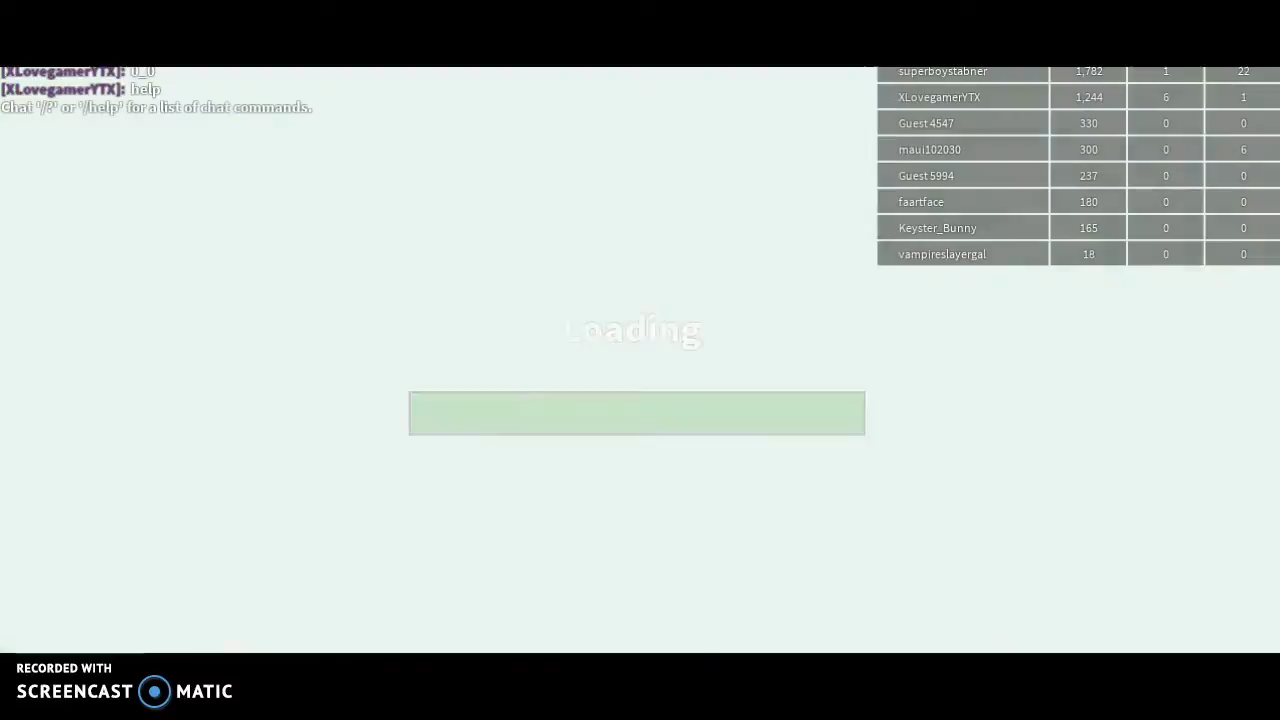 [XLovegamerYTX]: 0_0
[XLovegamerYTX]: help
Chat '/?' or '/help' for a list of chat commands.
superboystabner 1,782 1 22
XLovegamerYTX 1,244 6 1
Guest 4547 330 0 0
maui102030 300 0 6
Guest 5994 237 0 0
faartface 180 0 0
Keyster_Bunny 165 0 0
vampireslayergal 18 0 0
Loading
RECORDED WITH
SCREENCAST MATIC